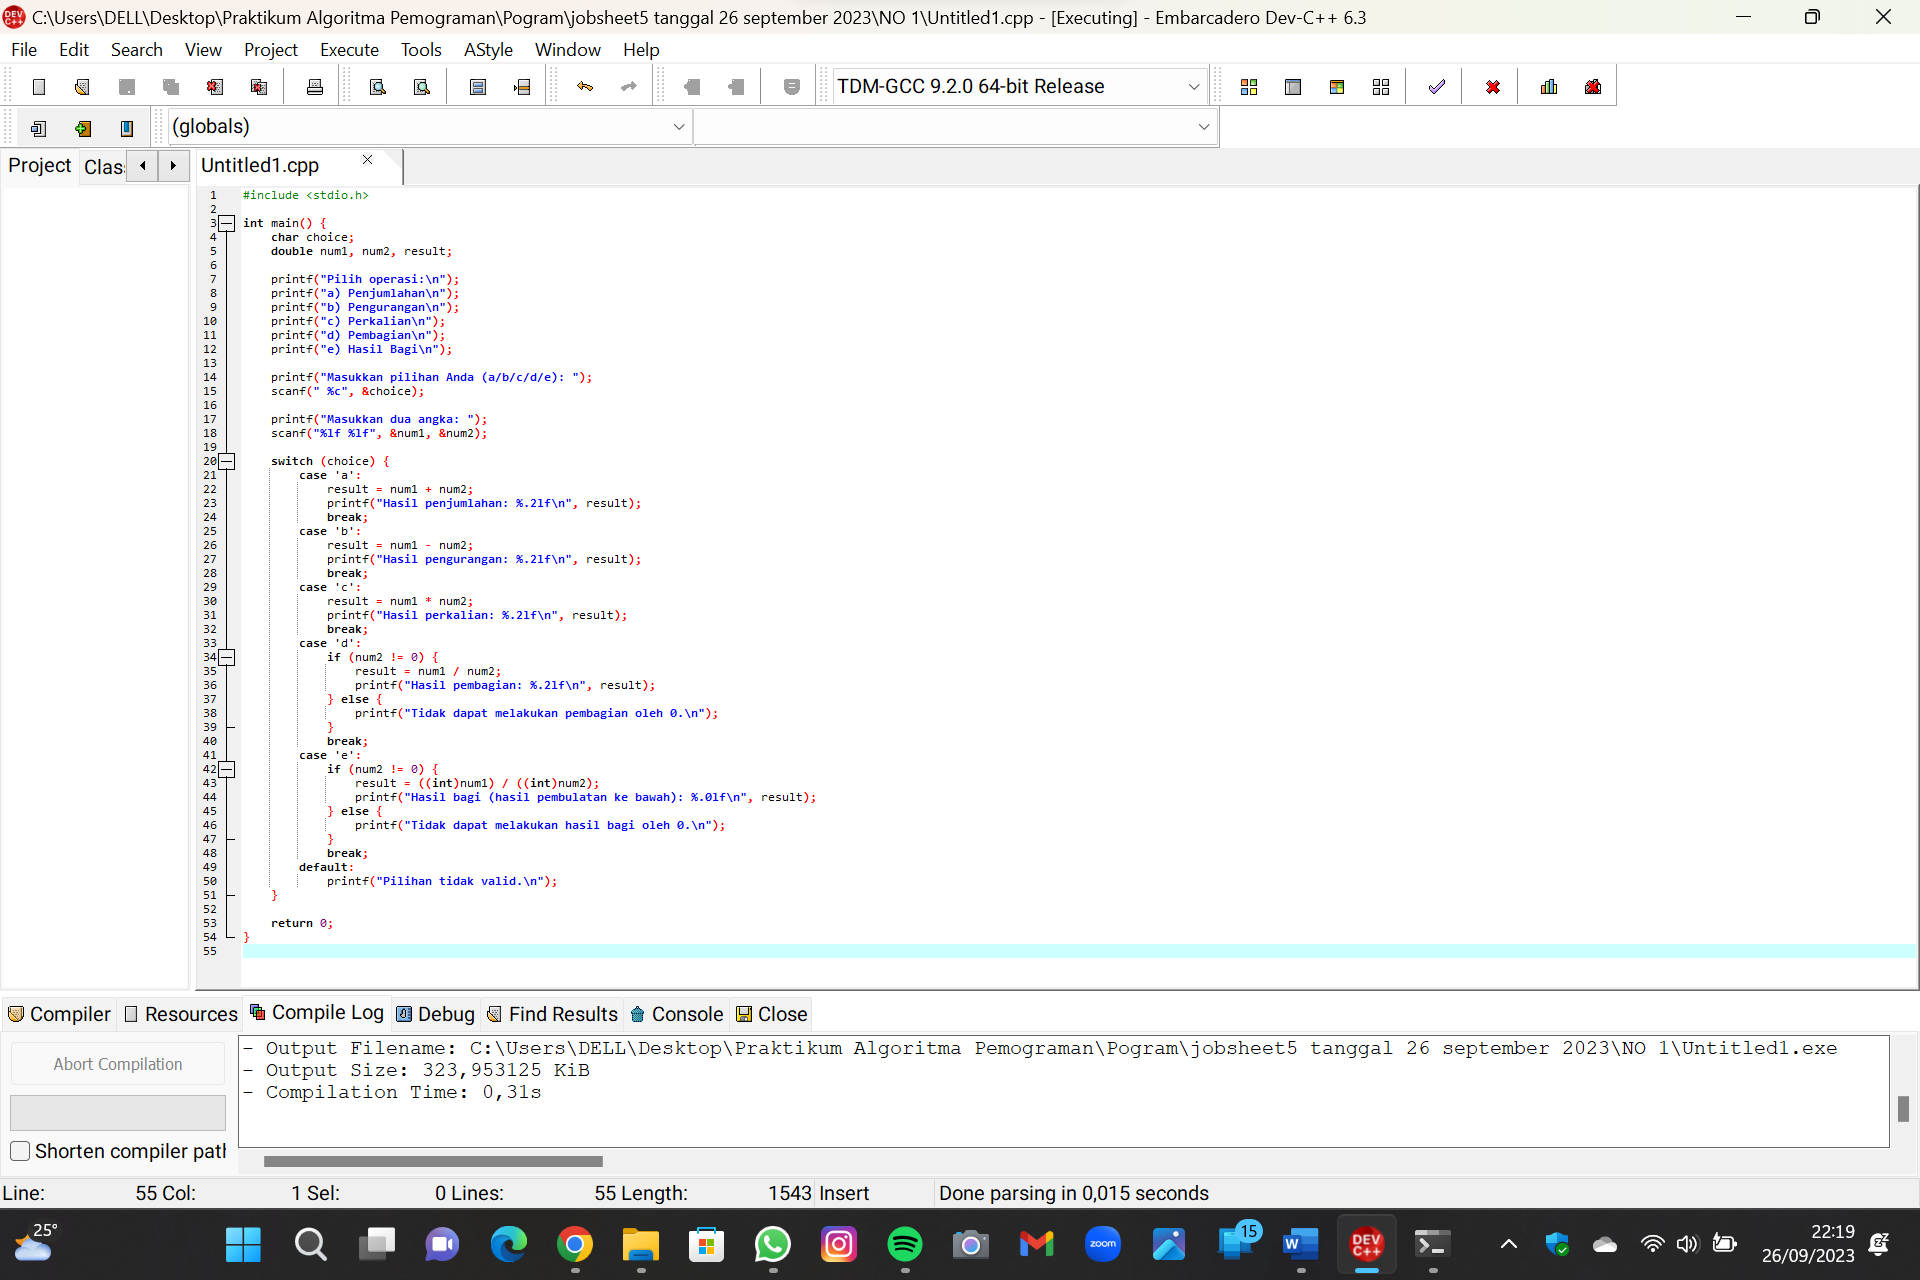 C:\Users\DELL\Desktop\Praktikum Algoritma Pemograman\Pogram\jobsheet5 tanggal 26 september 2023\NO 1\Untitled1.cpp - [Executing] - Embarcadero Dev-C++ 6.3
File Edit Search View Project Execute Tools AStyle Window Help
TDM-GCC 9.2.0 64-bit Release
(globals)
Project Clas Untitled1.cpp
1 #include <stdio.h>
2
3 int main() {
4 char choice;
5 double num1, num2, result;
6
7 printf("Pilih operasi:\n");
8 printf("a) Penjumlahan\n");
9 printf("b) Pengurangan\n");
10 printf("c) Perkalian\n");
11 printf("d) Pembagian\n");
12 printf("e) Hasil Bagi\n");
13
14 printf("Masukkan pilihan Anda (a/b/c/d/e): ");
15 scanf(" %c", &choice);
16
17 printf("Masukkan dua angka: ");
18 scanf("%lf %lf", &num1, &num2);
19
20 switch (choice) {
21 case 'a':
22 result = num1 + num2;
23 printf("Hasil penjumlahan: %.2lf\n", result);
24 break;
25 case 'b':
26 result = num1 - num2;
27 printf("Hasil pengurangan: %.2lf\n", result);
28 break;
29 case 'c':
30 result = num1 * num2;
31 printf("Hasil perkalian: %.2lf\n", result);
32 break;
33 case 'd':
34 if (num2 != 0) {
35 result = num1 / num2;
36 printf("Hasil pembagian: %.2lf\n", result);
37 } else {
38 printf("Tidak dapat melakukan pembagian oleh 0.\n");
39 }
40 break;
41 case 'e':
42 if (num2 != 0) {
43 result = ((int)num1) / ((int)num2);
44 printf("Hasil bagi (hasil pembulatan ke bawah): %.0lf\n", result);
45 } else {
46 printf("Tidak dapat melakukan hasil bagi oleh 0.\n");
47 }
48 break;
49 default:
50 printf("Pilihan tidak valid.\n");
51 }
52
53 return 0;
54 }
55
Compiler Resources Compile Log Debug Find Results Console Close
Abort Compilation
Shorten compiler path
- Output Filename: C:\Users\DELL\Desktop\Praktikum Algoritma Pemograman\Pogram\jobsheet5 tanggal 26 september 2023\NO 1\Untitled1.exe
- Output Size: 323,953125 KiB
- Compilation Time: 0,31s
Line: 55 Col: 1 Sel: 0 Lines: 55 Length: 1543 Insert Done parsing in 0,015 seconds
25°
zoom
15
W
DEV C++
22:19
26/09/2023